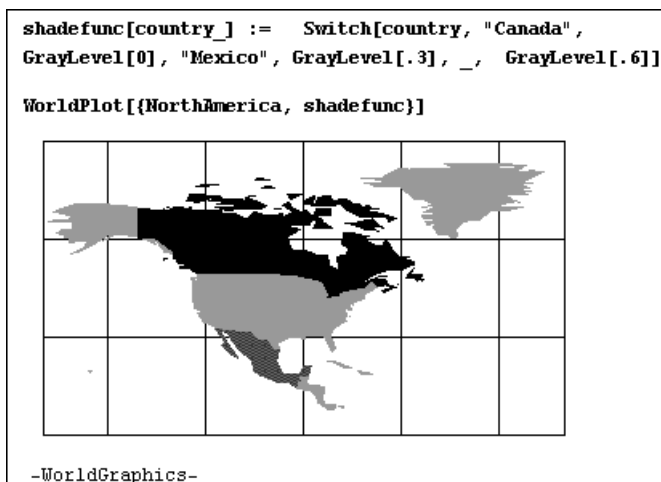 shadefunc[country_] := Switch[country, "Canada",
GrayLevel[0], "Mexico", GrayLevel[.3], _, GrayLevel[.6]]
WorldPlot[{NorthAmerica, shadefunc}]
-WorldGraphics-